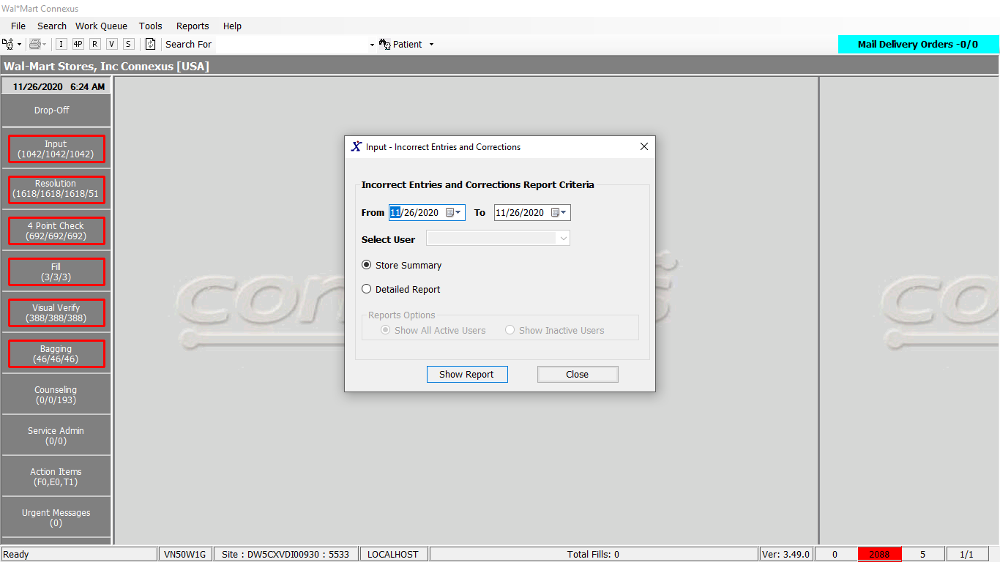 Wal*Mart Connexus
File Search Work Queue Tools Reports Help
I 4P R V S Search For Patient Mail Delivery Orders -0/0
Wal-Mart Stores, Inc Connexus [USA]
11/26/2020 6:24 AM
Drop-Off
Input
(1042/1042/1042)
Resolution
(1618/1618/1618/51
4 Point Check
(692/692/692)
Fill
(3/3/3)
Visual Verify
(388/388/388)
Bagging
(46/46/46)
Counseling
(0/0/193)
Service Admin
(0/0)
Action Items
(F0,E0,T1)
Urgent Messages
(0)
Input - Incorrect Entries and Corrections
Incorrect Entries and Corrections Report Criteria
From 11/26/2020 To 11/26/2020
Select User
Store Summary
Detailed Report
Reports Options
Show All Active Users Show Inactive Users
Show Report Close
con s
co
Ready VN50W1G Site : DW5CXVDI00930 : 5533 LOCALHOST Total Fills: 0 Ver: 3.49.0 0 2088 5 1/1